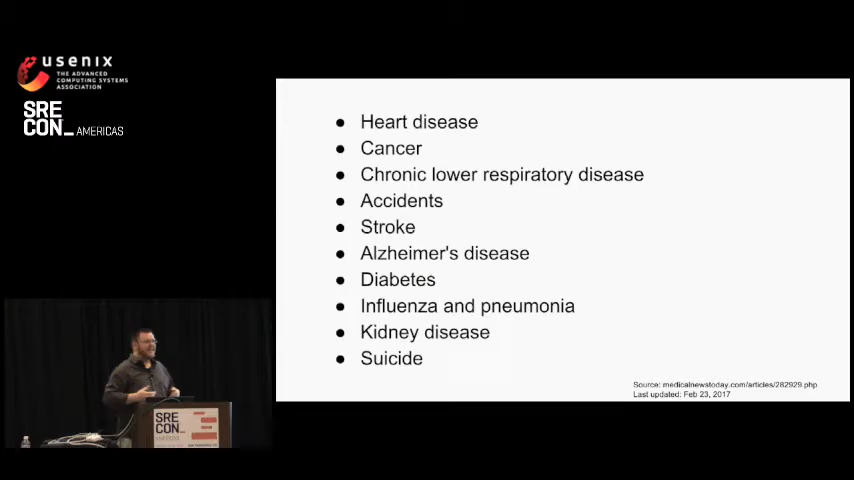 usenix
THE ADVANCED
COMPUTING SYSTEMS
ASSOCIATION
SRE
CON_ AMERICAS
● Heart disease
● Cancer
● Chronic lower respiratory disease
● Accidents
● Stroke
● Alzheimer's disease
● Diabetes
● Influenza and pneumonia
● Kidney disease
● Suicide
Source: medicalnewstoday.com/articles/282929.php
Last updated: Feb 23, 2017
SRE
CON_
AMERICAS